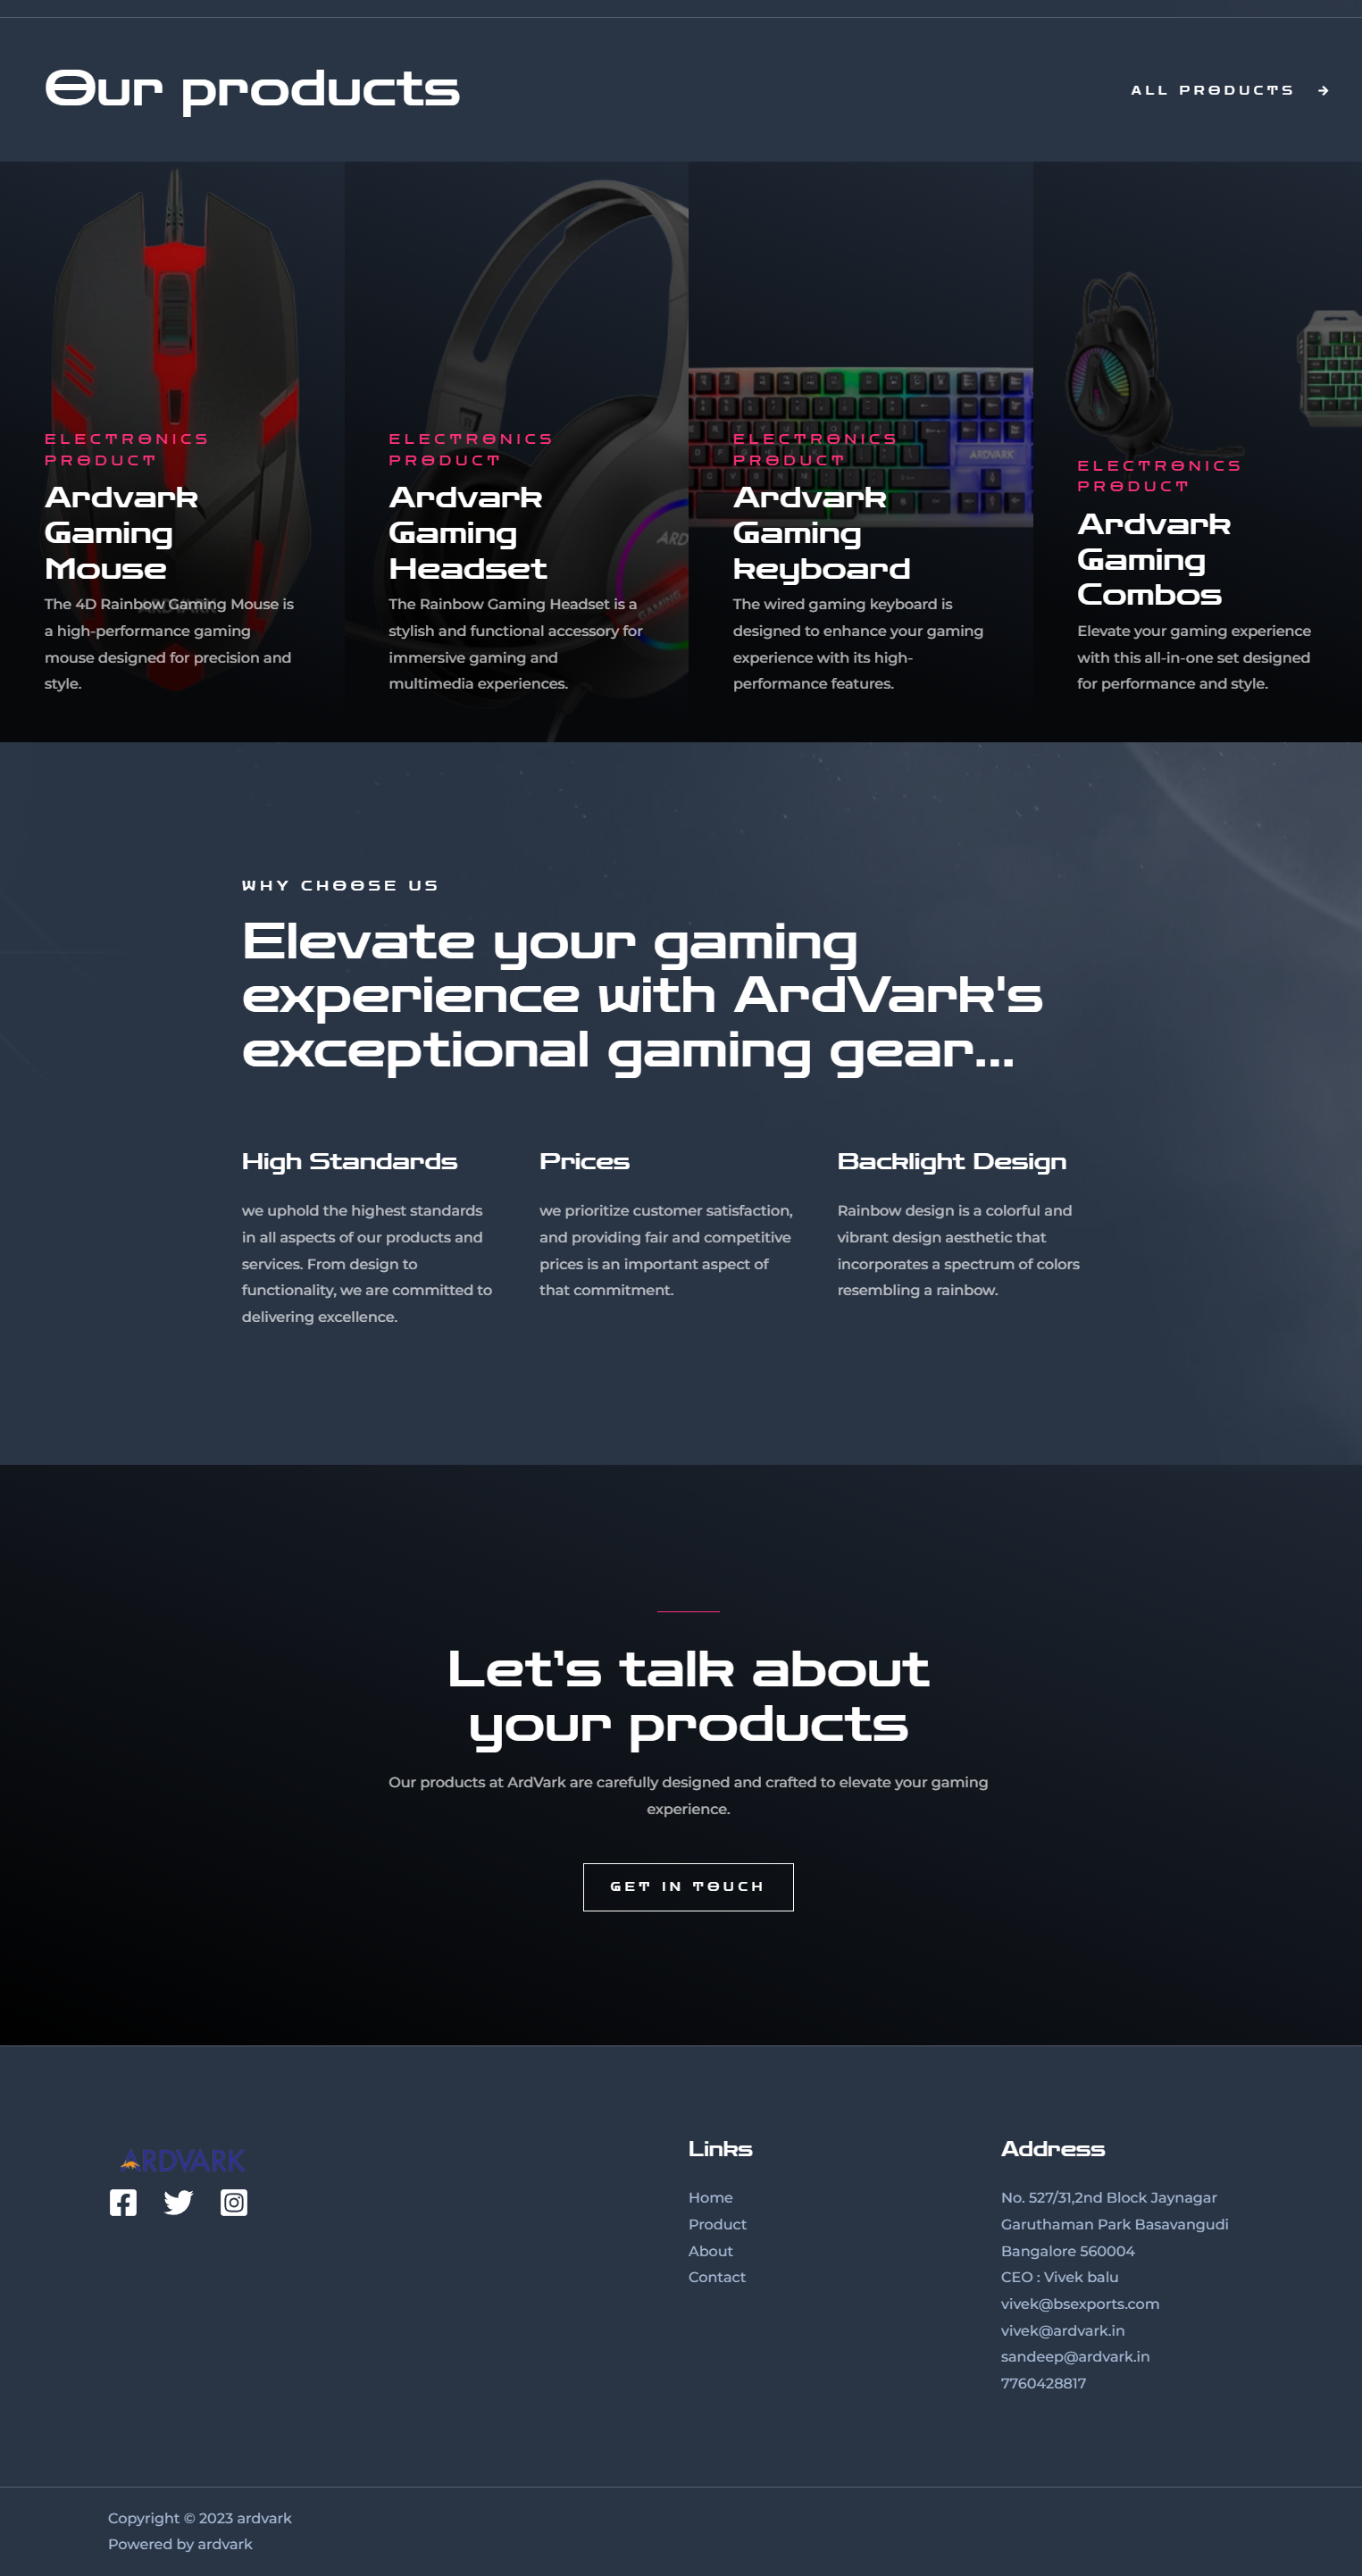 Our products
ALL PRODUCTS →
ELECTRONICS
PRODUCT
Ardvark
Gaming
Mouse
ARDVARK
The 4D Rainbow Gaming Mouse is
a high-performance gaming
mouse designed for precision and
style.
ELECTRONICS
PRODUCT
Ardvark
Gaming
Headset
GAMING
The Rainbow Gaming Headset is a
stylish and functional accessory for
immersive gaming and
multimedia experiences.
ARDVARK
ELECTRONICS
PRODUCT
Ardvark
Gaming
keyboard
The wired gaming keyboard is
designed to enhance your gaming
experience with its high-
performance features.
ELECTRONICS
PRODUCT
Ardvark
Gaming
Combos
Elevate your gaming experience
with this all-in-one set designed
for performance and style.
WHY CHOOSE US
Elevate your gaming
experience with ArdVark's
exceptional gaming gear...
High Standards
we uphold the highest standards
in all aspects of our products and
services. From design to
functionality, we are committed to
delivering excellence.
Prices
we prioritize customer satisfaction,
and providing fair and competitive
prices is an important aspect of
that commitment.
Backlight Design
Rainbow design is a colorful and
vibrant design aesthetic that
incorporates a spectrum of colors
resembling a rainbow.
Let’s talk about
your products
Our products at ArdVark are carefully designed and crafted to elevate your gaming
experience.
GET IN TOUCH
ARDVARK
Links
Home
Product
About
Contact
Address
No. 527/31,2nd Block Jaynagar
Garuthaman Park Basavangudi
Bangalore 560004
CEO : Vivek balu
vivek@bsexports.com
vivek@ardvark.in
sandeep@ardvark.in
7760428817
Copyright © 2023 ardvark
Powered by ardvark